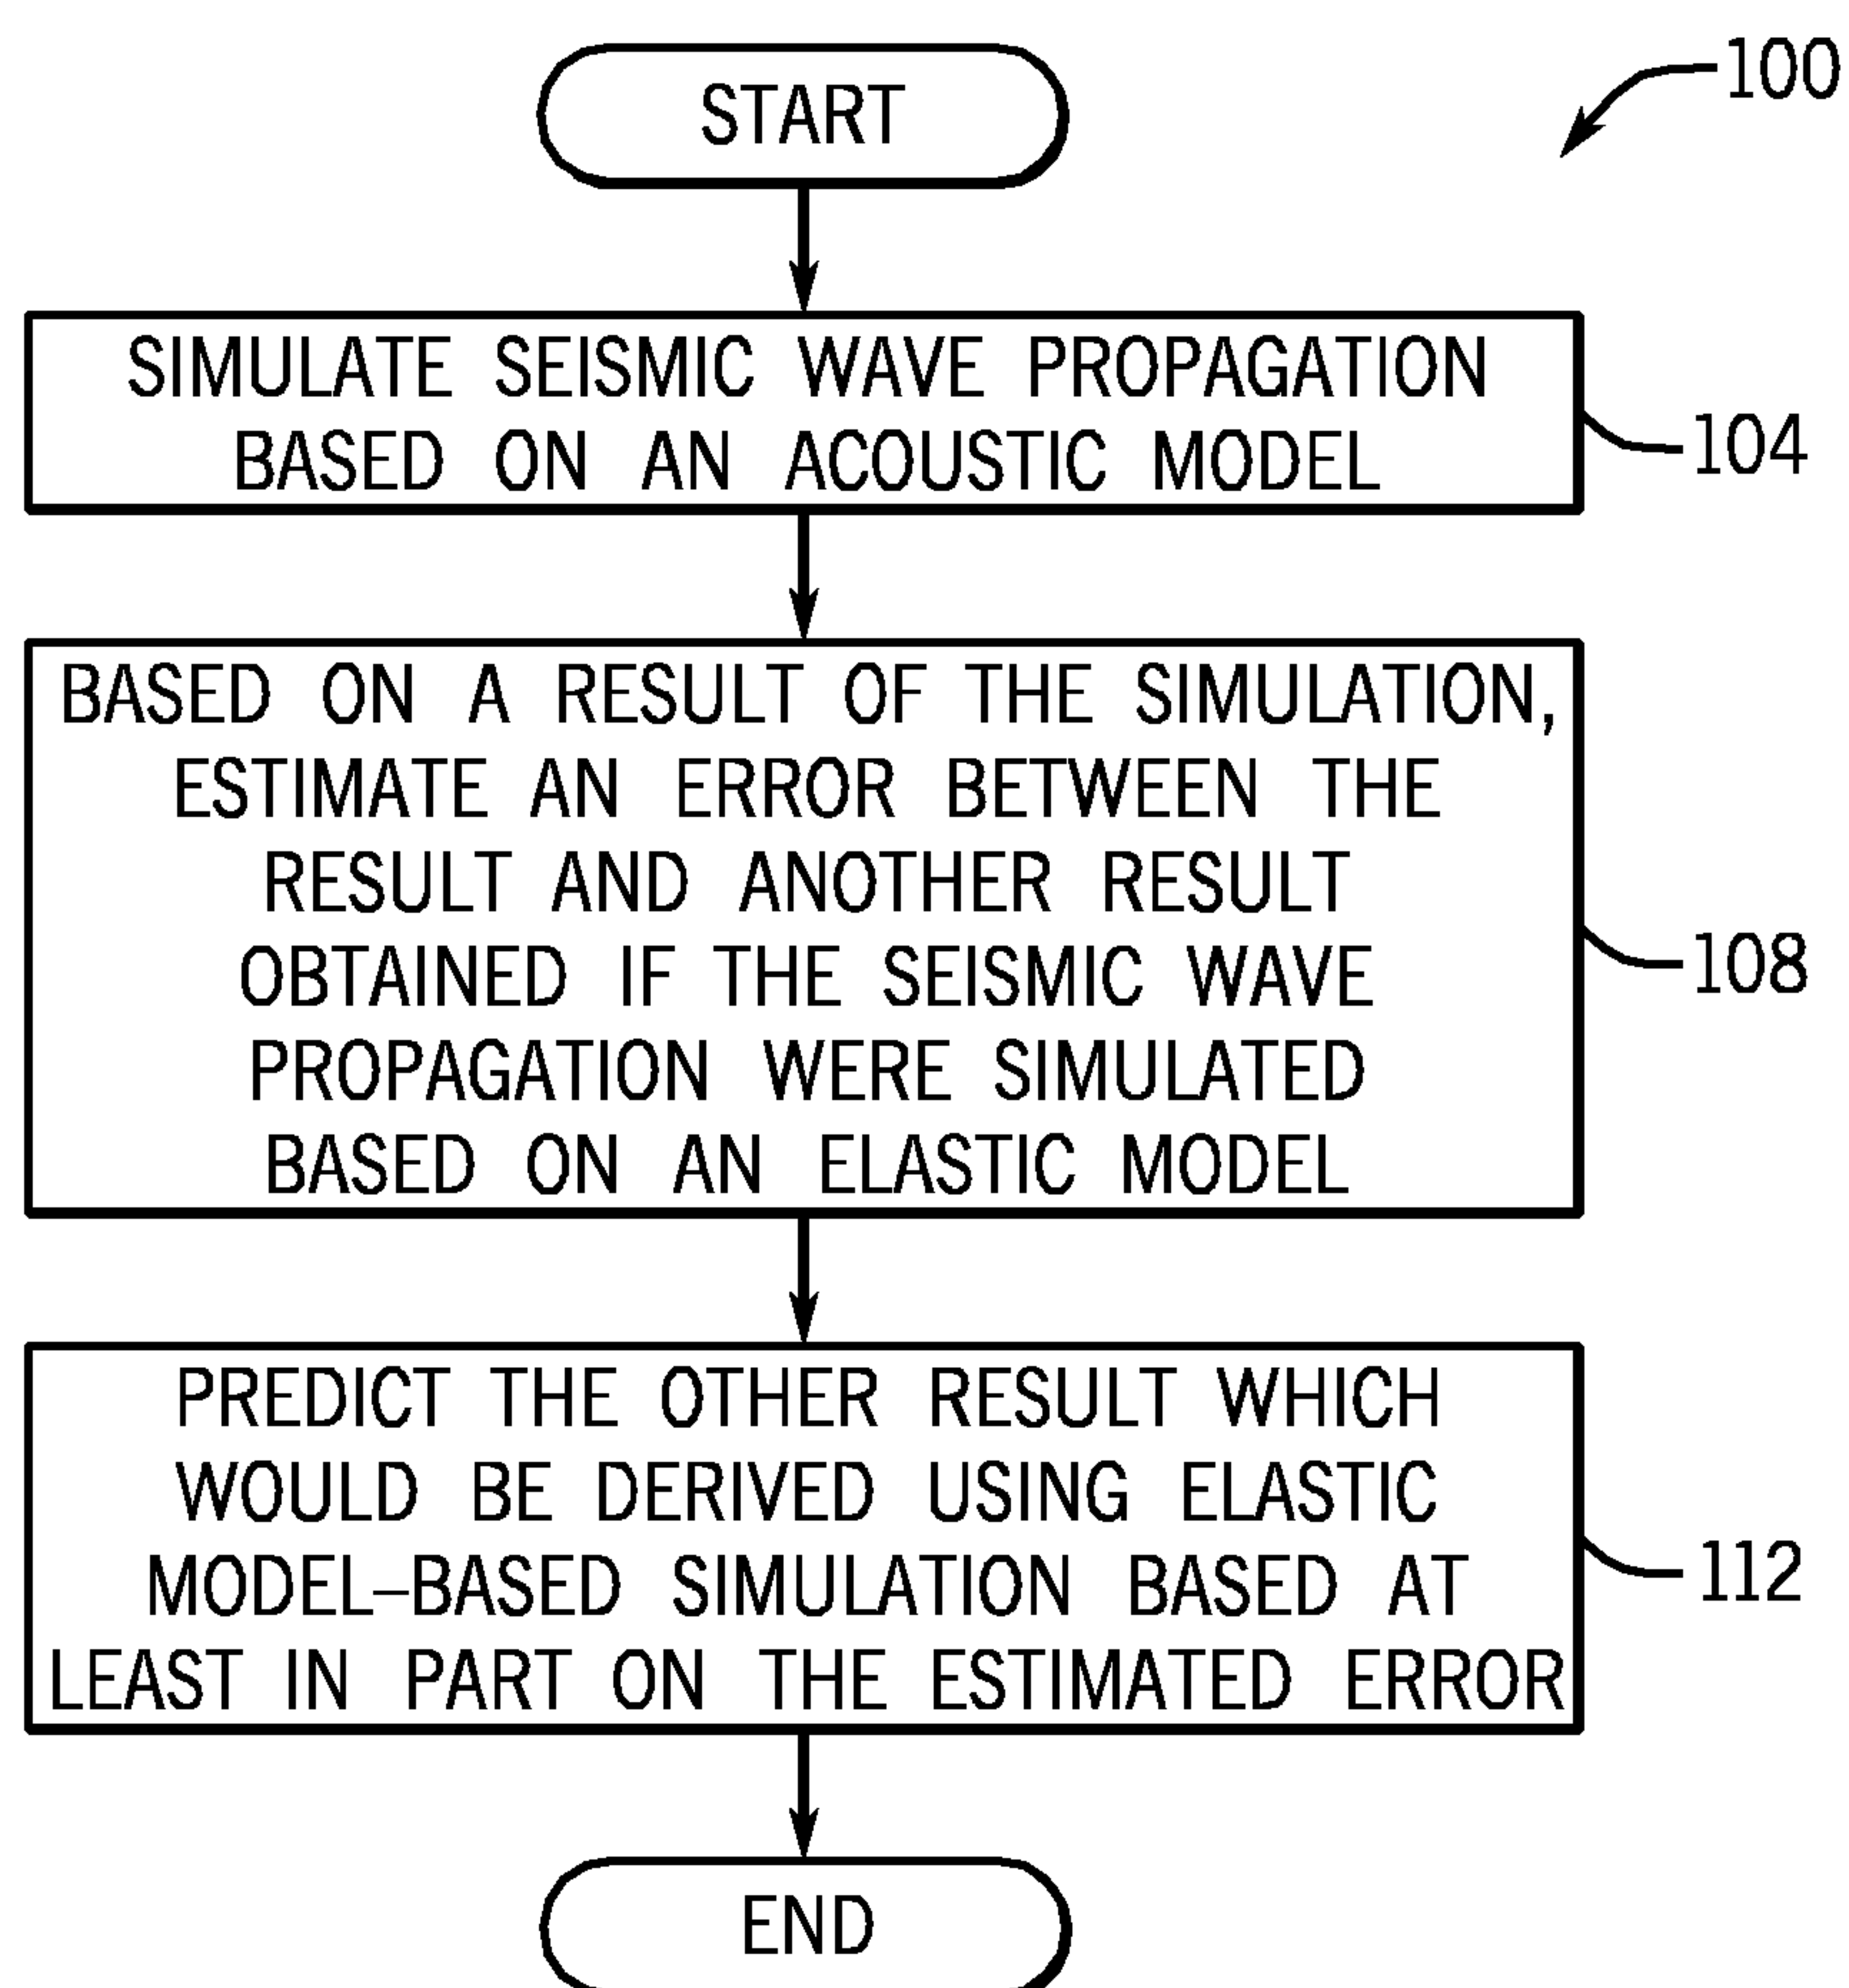 START
100
SIMULATE SEISMIC WAVE PROPAGATION
BASED ON AN ACOUSTIC MODEL
104
BASED ON A RESULT OF THE SIMULATION,
ESTIMATE AN ERROR BETWEEN THE
RESULT AND ANOTHER RESULT
OBTAINED IF THE SEISMIC WAVE
PROPAGATION WERE SIMULATED
BASED ON AN ELASTIC MODEL
108
PREDICT THE OTHER RESULT WHICH
WOULD BE DERIVED USING ELASTIC
MODEL–BASED SIMULATION BASED AT
LEAST IN PART ON THE ESTIMATED ERROR
112
END